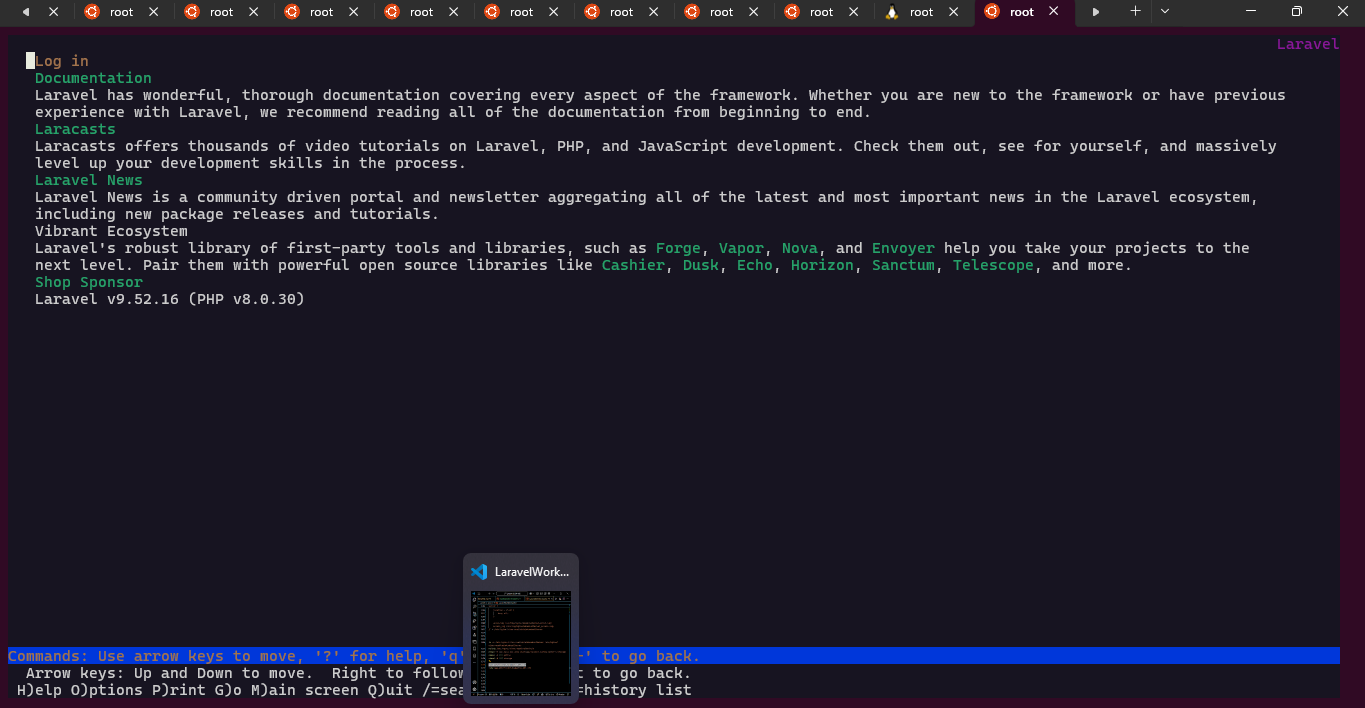 root root root root root root root root root root
Laravel
Log in
Documentation
Laravel has wonderful, thorough documentation covering every aspect of the framework. Whether you are new to the framework or have previous
experience with Laravel, we recommend reading all of the documentation from beginning to end.
Laracasts
Laracasts offers thousands of video tutorials on Laravel, PHP, and JavaScript development. Check them out, see for yourself, and massively
level up your development skills in the process.
Laravel News
Laravel News is a community driven portal and newsletter aggregating all of the latest and most important news in the Laravel ecosystem,
including new package releases and tutorials.
Vibrant Ecosystem
Laravel's robust library of first-party tools and libraries, such as Forge, Vapor, Nova, and Envoyer help you take your projects to the
next level. Pair them with powerful open source libraries like Cashier, Dusk, Echo, Horizon, Sanctum, Telescope, and more.
Shop Sponsor
Laravel v9.52.16 (PHP v8.0.30)
LaravelWork...
Commands: Use arrow keys to move, '?' for help, 'q' ' to go back.
Arrow keys: Up and Down to move. Right to follow to go back.
H)elp O)ptions P)rint G)o M)ain screen Q)uit /=sea =history list